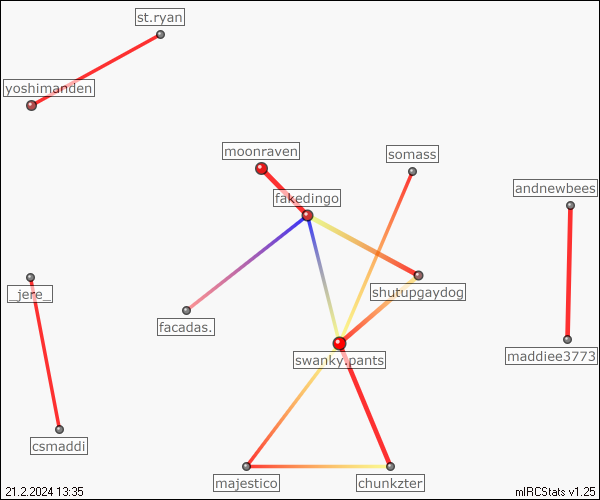 st.ryan
yoshimanden
moonraven
somass
fakedingo
andnewbees
_jere_
shutupgaydog
facadas.
swanky.pants
maddiee3773
csmaddi
majestico
chunkzter
21.2.2024 13:35
mIRCStats v1.25